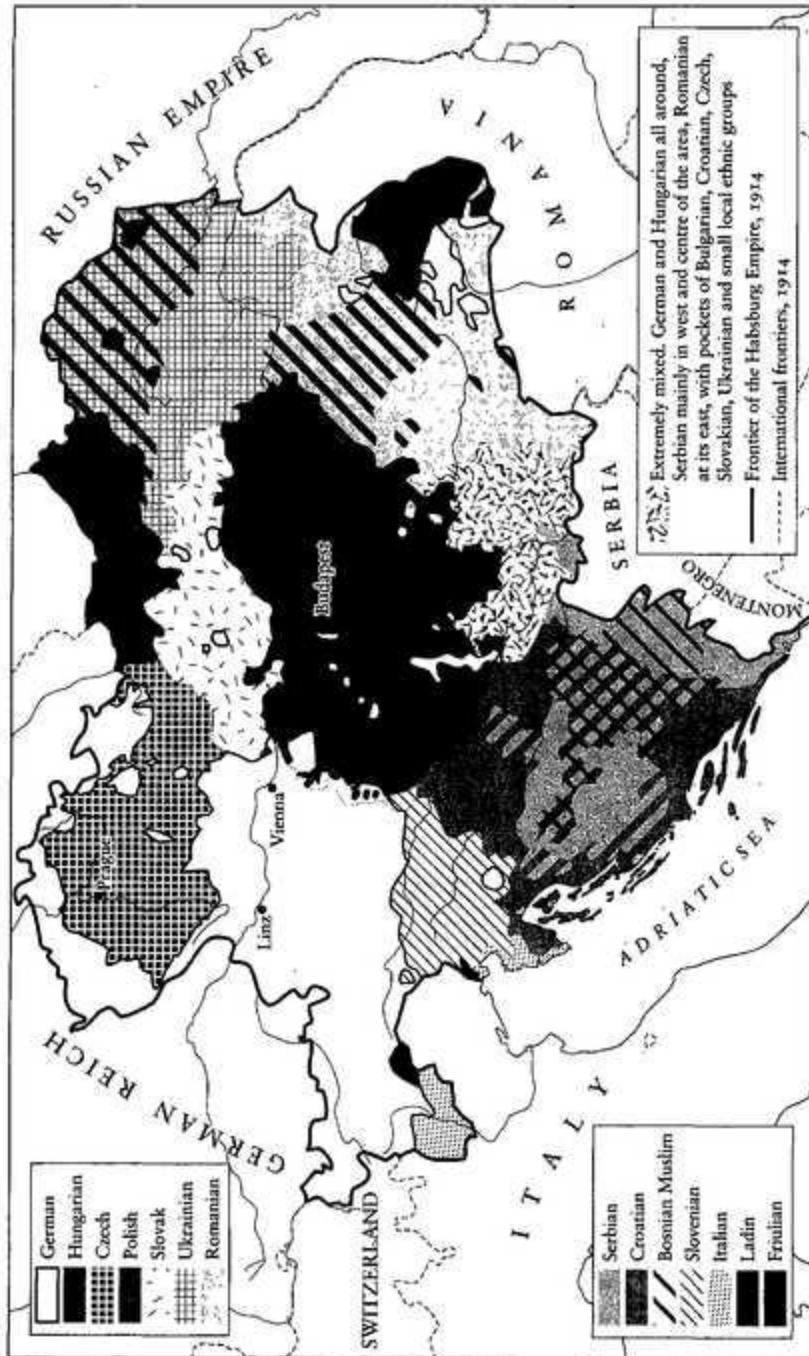 German
Hungarian
Czech
Polish
Slovak
Ukrainian
Romanian
GERMAN REICH
RUSSIAN EMPIRE
Prague
Linz
Vienna
Budapest
SWITZERLAND
ITALY
ADRIATIC SEA
SERBIA
MONTENEGRO
ROMANIA
Serbian
Croatian
Bosnian Muslim
Slovenian
Italian
Ladin
Friulian
Extremely mixed. German and Hungarian all around,
Serbian mainly in west and centre of the area, Romanian
at its east, with pockets of Bulgarian, Croatian, Czech,
Slovakian, Ukrainian and small local ethnic groups
Frontier of the Habsburg Empire, 1914
International frontiers, 1914